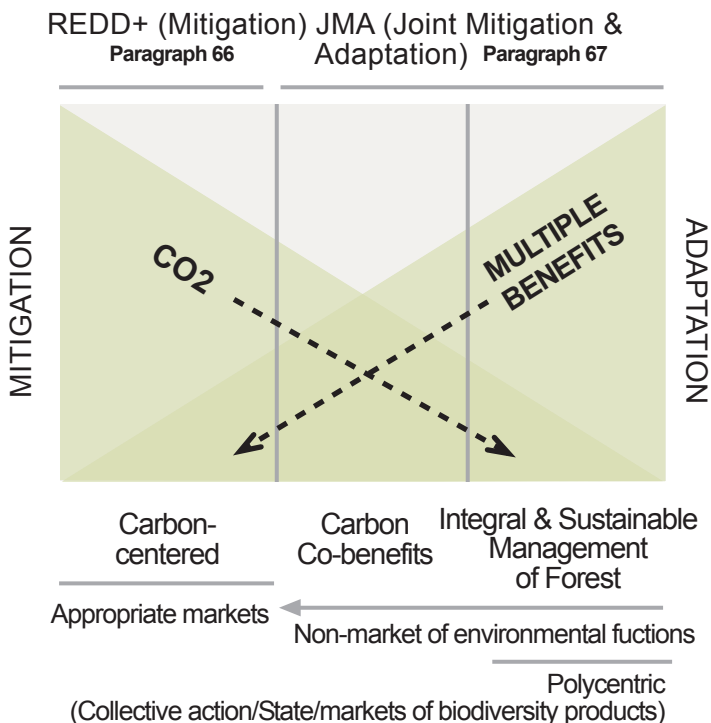 REDD+ (Mitigation) JMA (Joint Mitigation &
Paragraph 66 Adaptation) Paragraph 67
MITIGATION
CO2
MULTIPLE
BENEFITS
ADAPTATION
Carbon-
centered
Carbon
Co-benefits
Integral & Sustainable
Management
of Forest
Appropriate markets
Non-market of environmental fuctions
Polycentric
(Collective action/State/markets of biodiversity products)